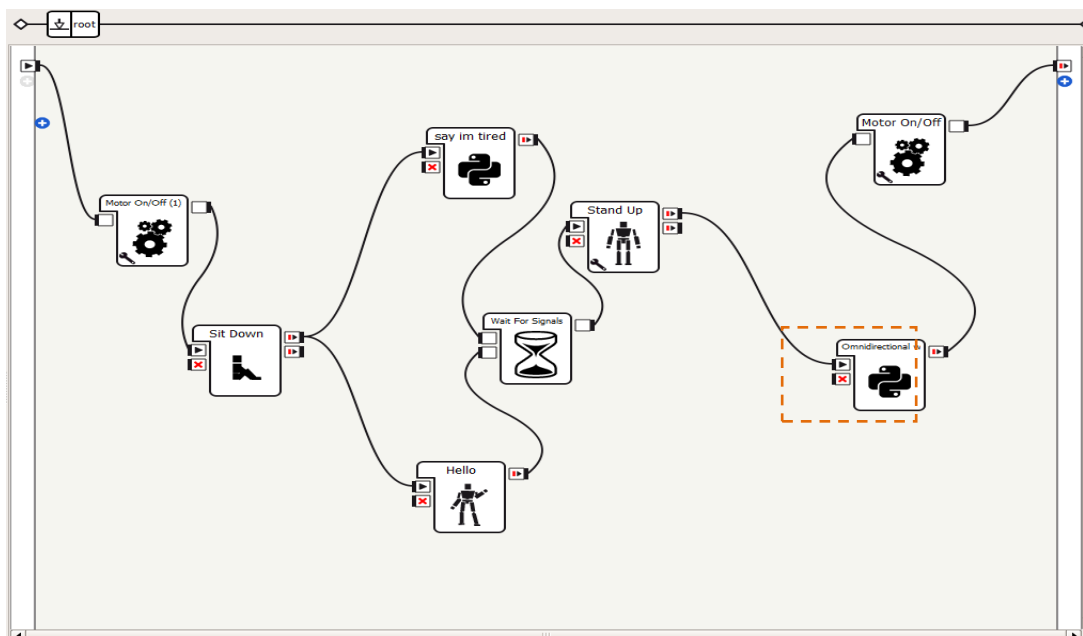 root
say im tired
Motor On/Off
Motor On/Off (1)
Stand Up
Wait For Signals
Sit Down
Omnidirectional
Hello